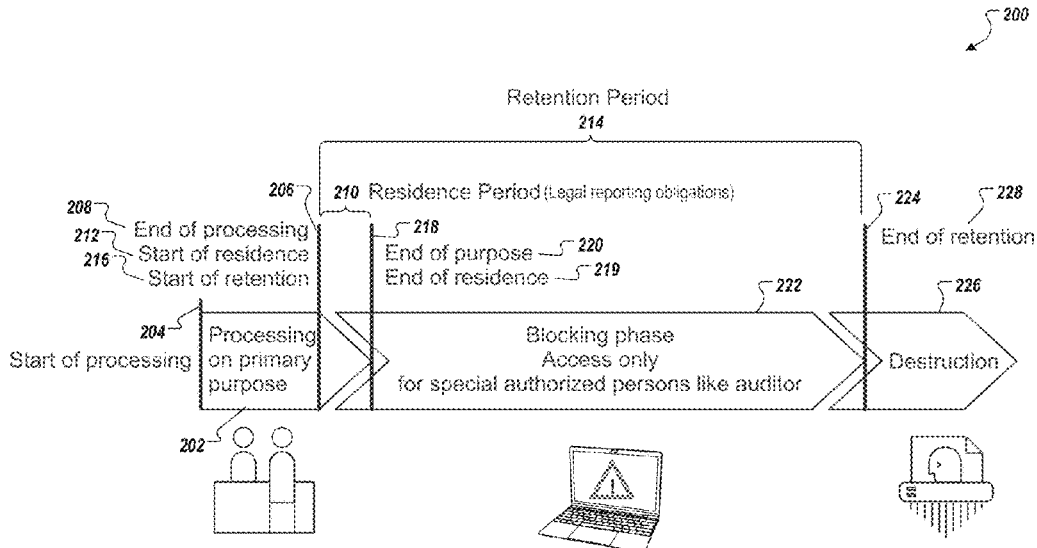 200
Retention Period
214
206
210
Residence Period (Legal reporting obligations)
208
End of processing
212
Start of residence
216
Start of retention
218
End of purpose
220
End of residence
219
224
228
End of retention
204
Start of processing
Processing
on primary
purpose
202
222
Blocking phase
Access only
for special authorized persons like auditor
226
Destruction